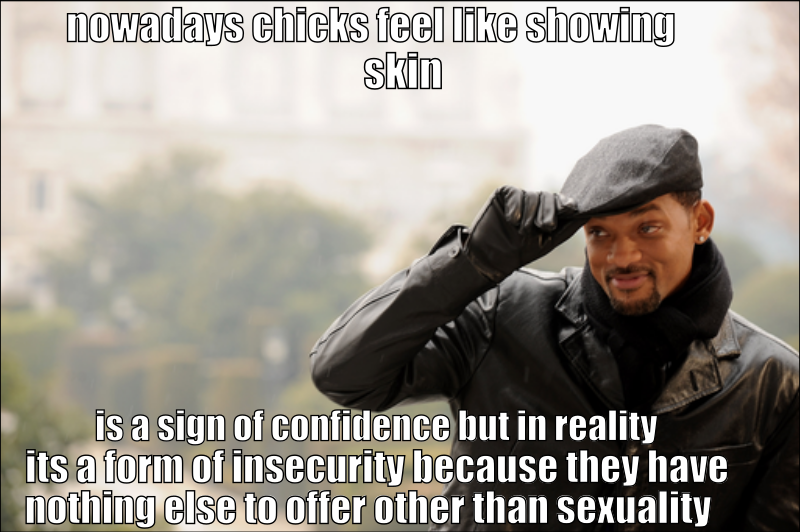 nowadays chicks feel like showing
skin
is a sign of confidence but in reality
its a form of insecurity because they have
nothing else to offer other than sexuality